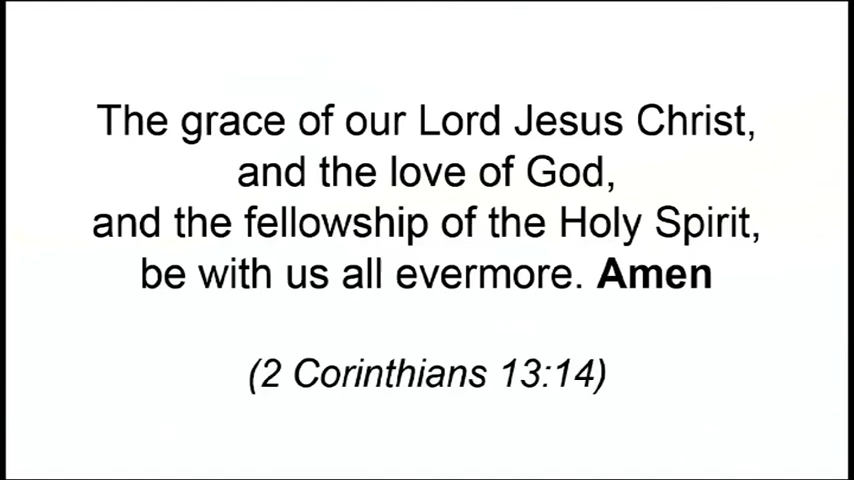 The grace of our Lord Jesus Christ,
and the love of God,
and the fellowship of the Holy Spirit,
be with us all evermore. Amen
(2 Corinthians 13:14)